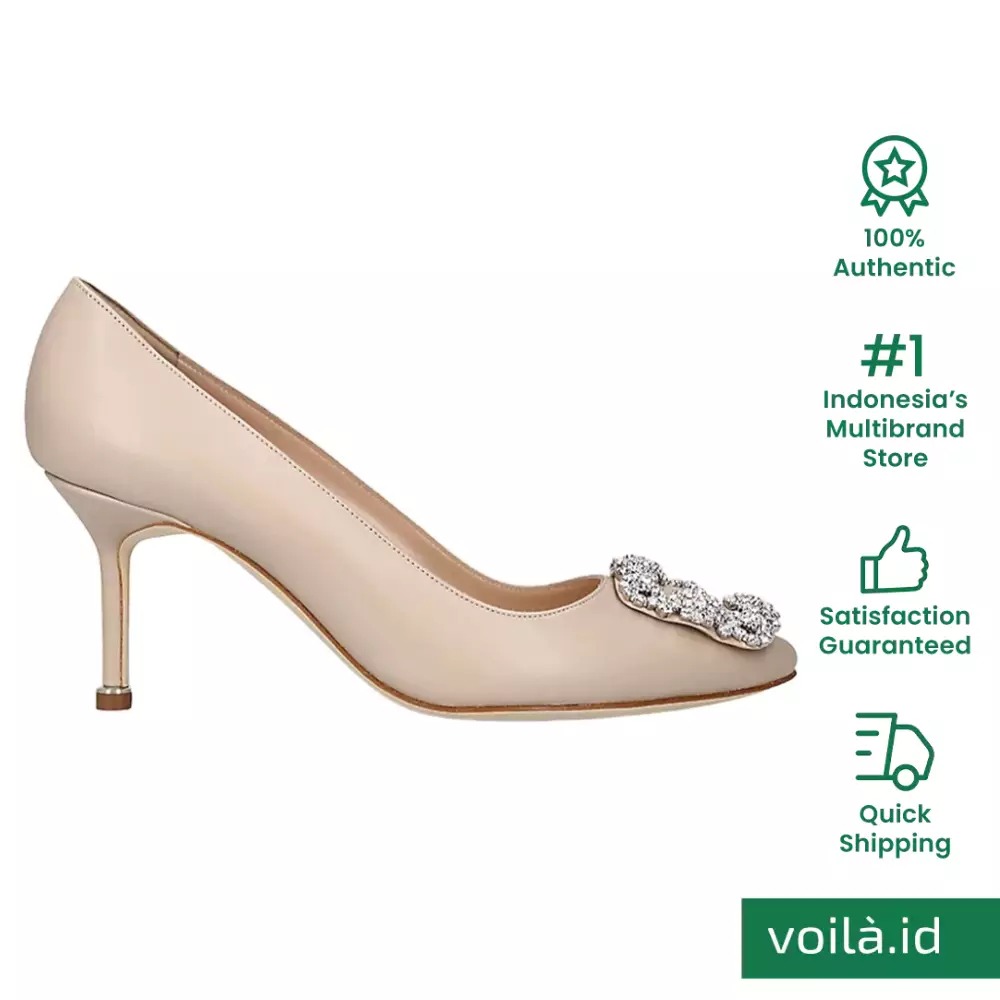 100%
Authentic
#1
Indonesia's
Multibrand
Store
Satisfaction
Guaranteed
Quick
Shipping
voilà.id